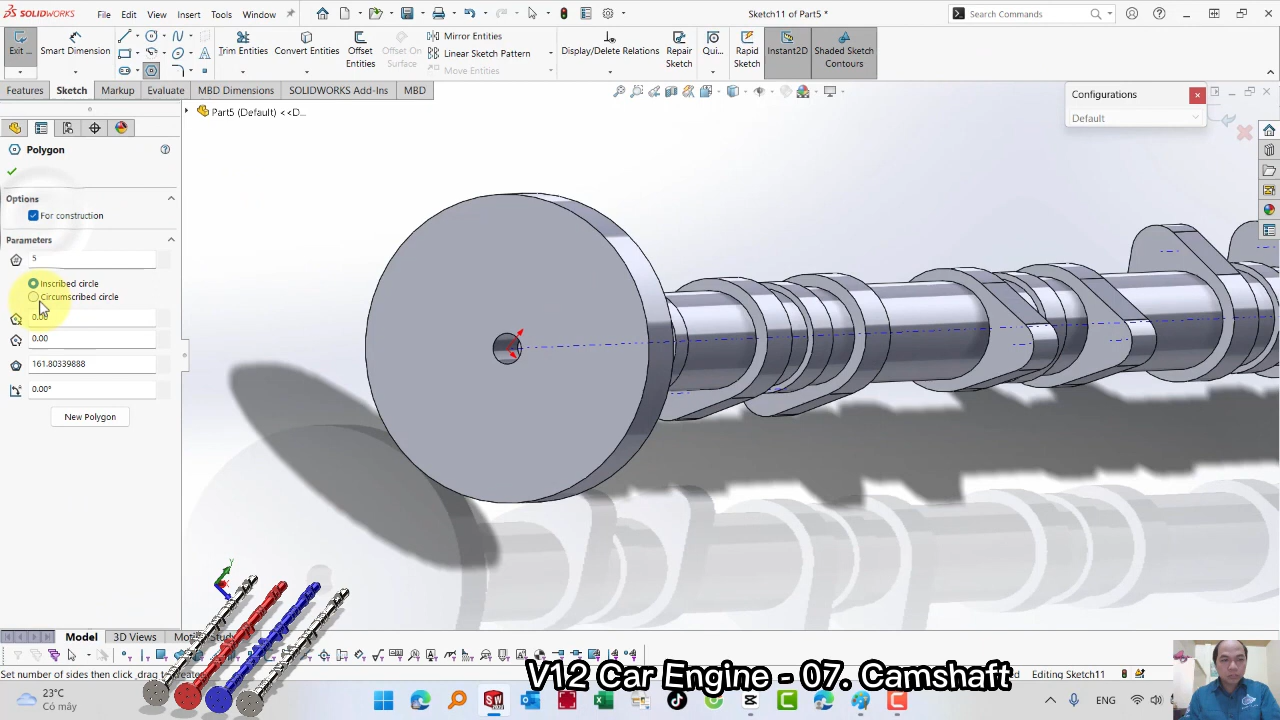 SOLIDWORKS File Edit View Insert Tools Window Sketch11 of Part5 * Search Commands
Exit ... Smart Dimension Trim Entities Convert Entities Offset Entities Offset On Surface Mirror Entities Linear Sketch Pattern Move Entities Display/Delete Relations Repair Sketch Qui... Rapid Sketch Instant2D Shaded Sketch Contours
Features Sketch Markup Evaluate MBD Dimensions SOLIDWORKS Add-Ins MBD
Configurations
Part5 (Default) <<D...
Default
Polygon
Options
For construction
Parameters
5
Inscribed circle
Circumscribed circle
0.00
0.00
161.80339888
0.00°
New Polygon
Y
Model 3D Views
Set number of sides then click, drag to
Editing Sketch11
V12 Car Engine - 07. Camshaft
23°C
Có mây
ENG